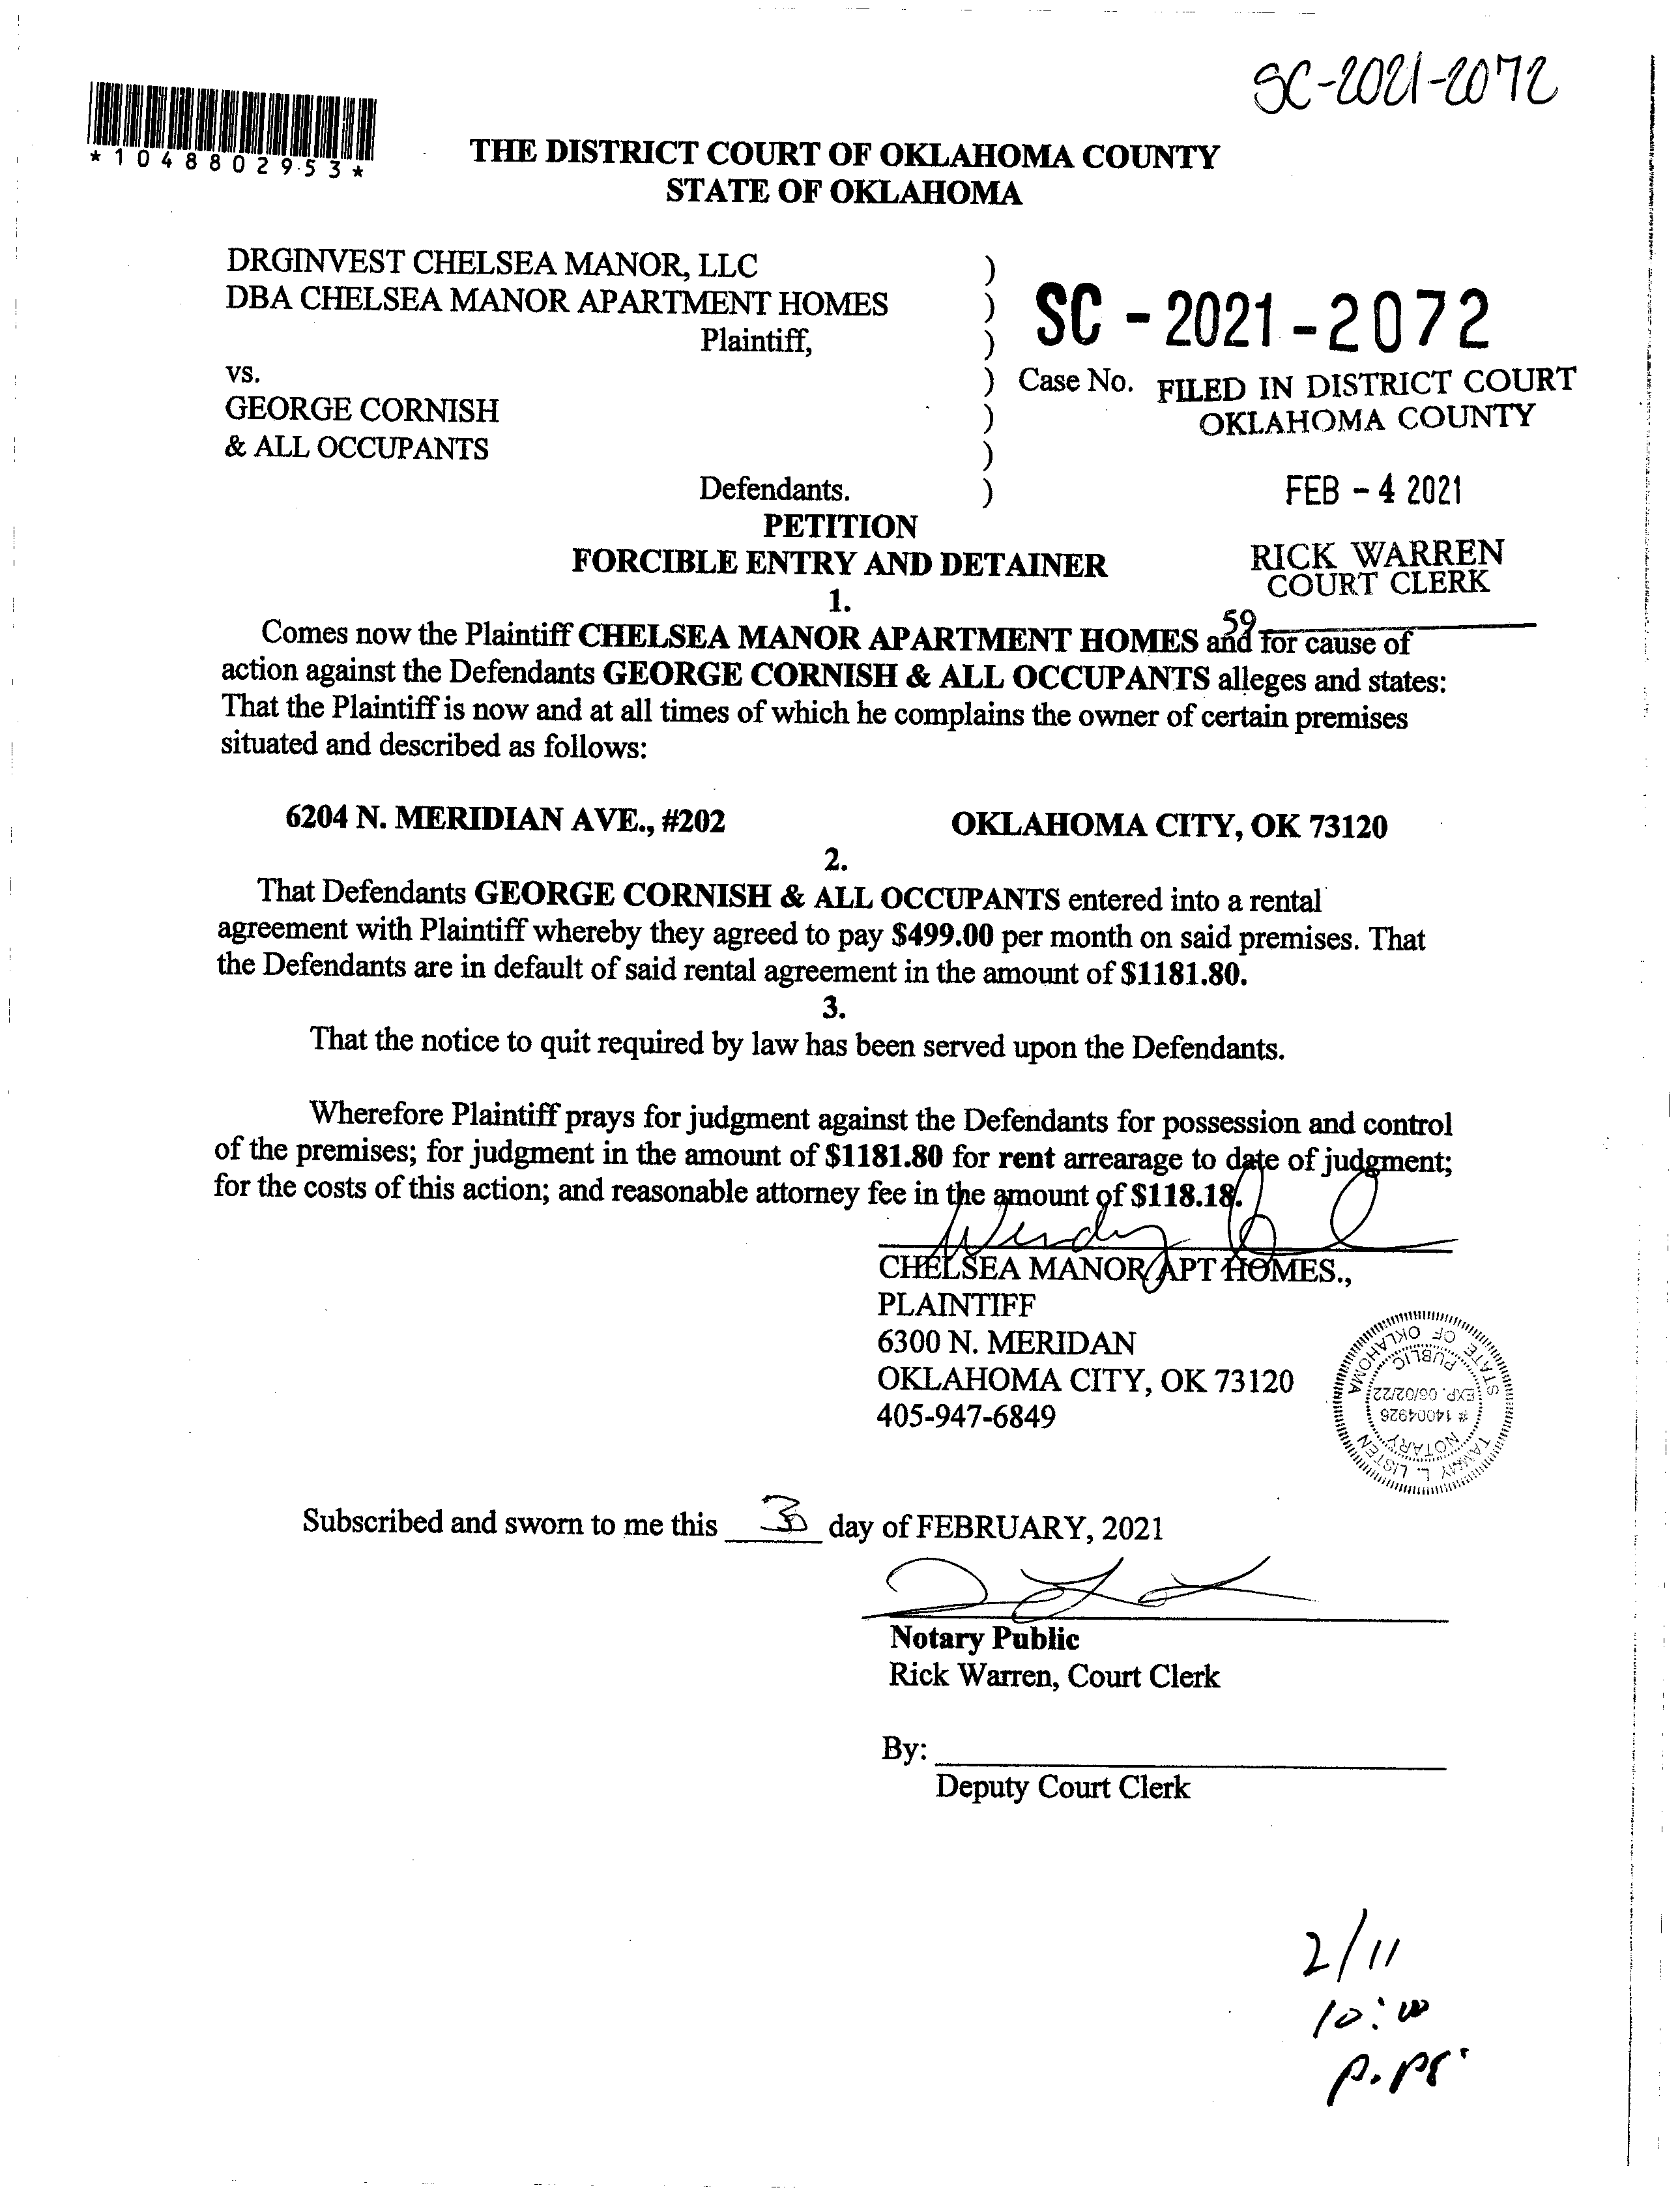 SC-2021-2072
*1048802953*
THE DISTRICT COURT OF OKLAHOMA COUNTY
STATE OF OKLAHOMA
DRGINVEST CHELSEA MANOR, LLC )
DBA CHELSEA MANOR APARTMENT HOMES )
Plaintiff, )
SC - 2021 - 2072
vs. ) Case No.
FILED IN DISTRICT COURT
OKLAHOMA COUNTY
GEORGE CORNISH )
& ALL OCCUPANTS )
Defendants. )
FEB - 4 2021
PETITION
FORCIBLE ENTRY AND DETAINER
RICK WARREN
COURT CLERK
59
1.
Comes now the Plaintiff CHELSEA MANOR APARTMENT HOMES and for cause of
action against the Defendants GEORGE CORNISH & ALL OCCUPANTS alleges and states:
That the Plaintiff is now and at all times of which he complains the owner of certain premises
situated and described as follows:
6204 N. MERIDIAN AVE., #202 OKLAHOMA CITY, OK 73120
2.
That Defendants GEORGE CORNISH & ALL OCCUPANTS entered into a rental
agreement with Plaintiff whereby they agreed to pay $499.00 per month on said premises. That
the Defendants are in default of said rental agreement in the amount of $1181.80.
3.
That the notice to quit required by law has been served upon the Defendants.
Wherefore Plaintiff prays for judgment against the Defendants for possession and control
of the premises; for judgment in the amount of $1181.80 for rent arrearage to date of judgment;
for the costs of this action; and reasonable attorney fee in the amount of $118.18.
Wendy
CHELSEA MANOR APT HOMES.,
PLAINTIFF
6300 N. MERIDAN
OKLAHOMA CITY, OK 73120
405-947-6849
TAMMY L. LISTEN
NOTARY
# 14004926
EXP. 06/02/22
PUBLIC
STATE OF OKLAHOMA
Subscribed and sworn to me this 3 day of FEBRUARY, 2021
Notary Public
Rick Warren, Court Clerk
By:
Deputy Court Clerk
2/11
10:00